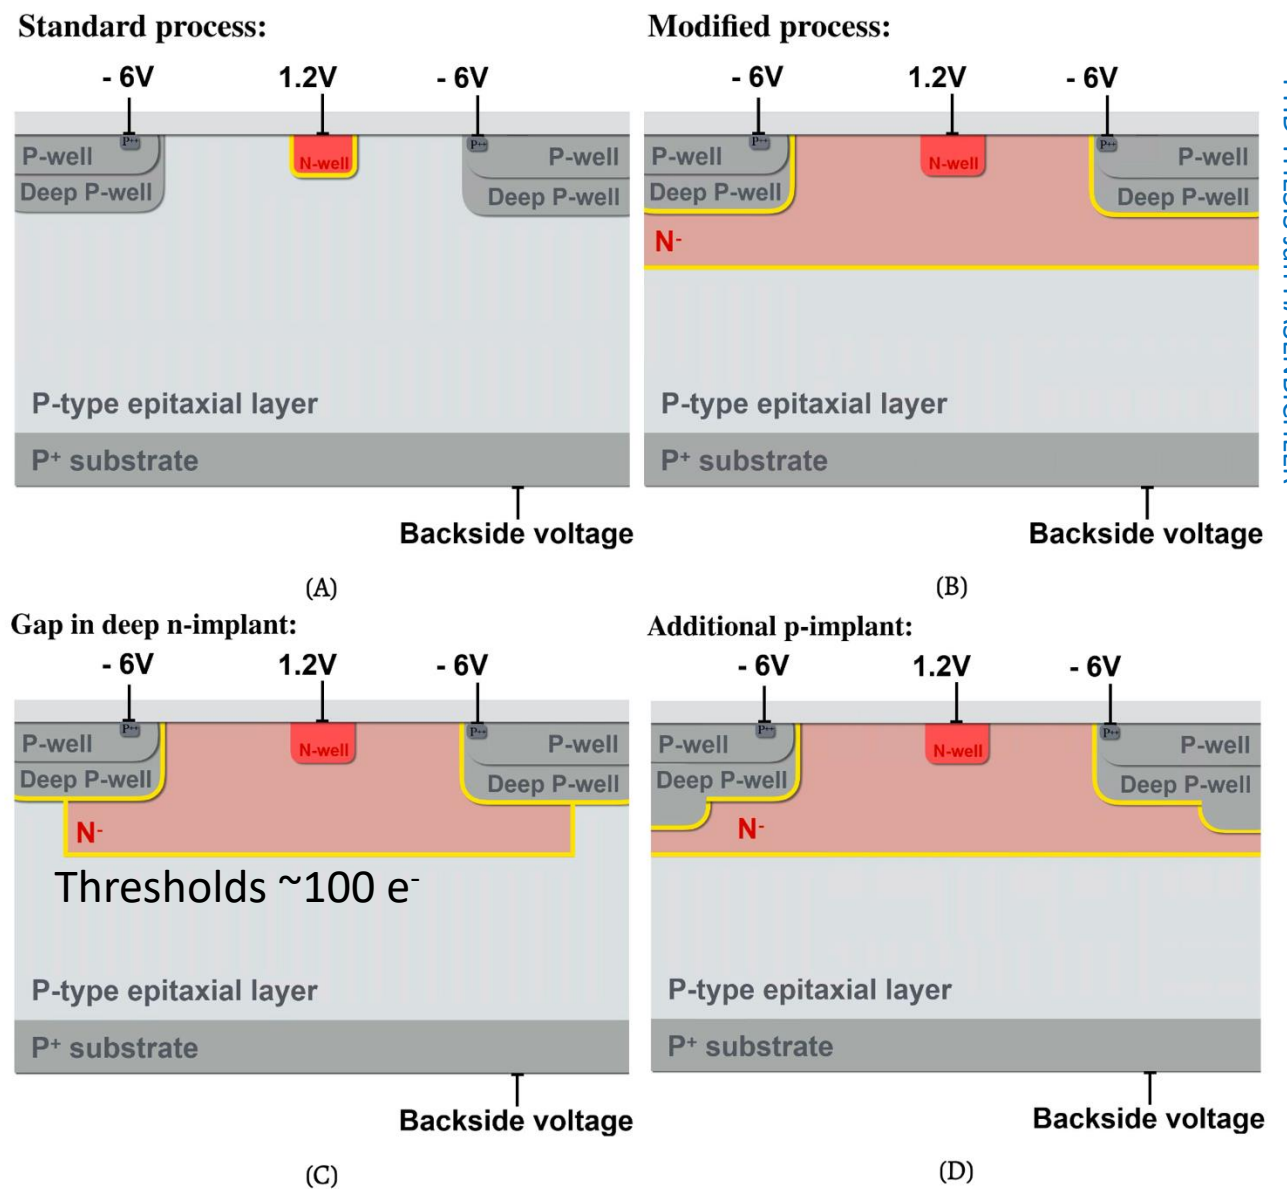 Standard process:
- 6V 1.2V - 6V
P++ P++
P-well N-well P-well
Deep P-well Deep P-well
P-type epitaxial layer
P+ substrate
Backside voltage
(A)
Modified process:
- 6V 1.2V - 6V
P++ P++
P-well N-well P-well
Deep P-well Deep P-well
N-
P-type epitaxial layer
P+ substrate
Backside voltage
(B)
Gap in deep n-implant:
- 6V 1.2V - 6V
P++ P++
P-well N-well P-well
Deep P-well Deep P-well
N-
Thresholds ~100 e-
P-type epitaxial layer
P+ substrate
Backside voltage
(C)
Additional p-implant:
- 6V 1.2V - 6V
P++ P++
P-well N-well P-well
Deep P-well Deep P-well
N-
P-type epitaxial layer
P+ substrate
Backside voltage
(D)